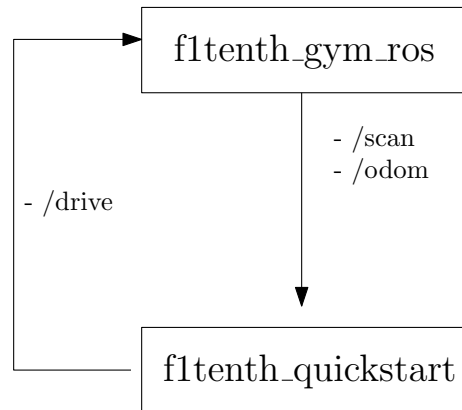 f1tenth_gym_ros
- /scan
- /odom
- /drive
f1tenth_quickstart